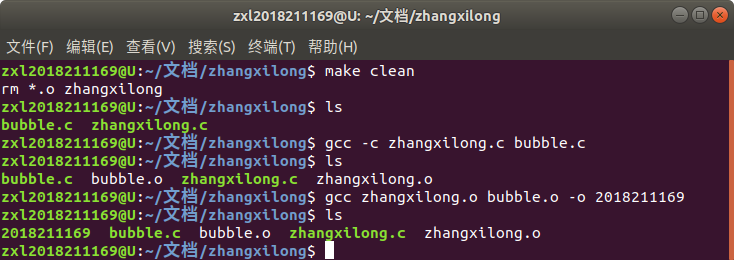 zxl2018211169@U: ~/文档/zhangxilong
文件(F) 编辑(E) 查看(V) 搜索(S) 终端(T) 帮助(H)
zxl2018211169@U:~/文档/zhangxilong$ make clean
rm *.o zhangxilong
zxl2018211169@U:~/文档/zhangxilong$ ls
bubble.c  zhangxilong.c
zxl2018211169@U:~/文档/zhangxilong$ gcc -c zhangxilong.c bubble.c
zxl2018211169@U:~/文档/zhangxilong$ ls
bubble.c  bubble.o  zhangxilong.c  zhangxilong.o
zxl2018211169@U:~/文档/zhangxilong$ gcc zhangxilong.o bubble.o -o 2018211169
zxl2018211169@U:~/文档/zhangxilong$ ls
2018211169  bubble.c  bubble.o  zhangxilong.c  zhangxilong.o
zxl2018211169@U:~/文档/zhangxilong$